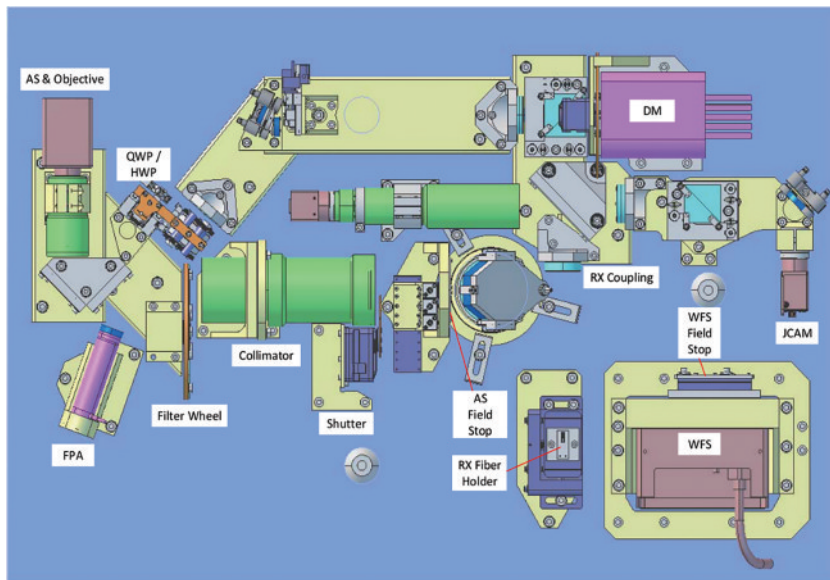 AS & Objective
DM
QWP /
HWP
RX Coupling
WFS
Field
Stop
JCAM
Collimator
Filter Wheel
Shutter
AS
Field
Stop
FPA
RX Fiber
Holder
WFS